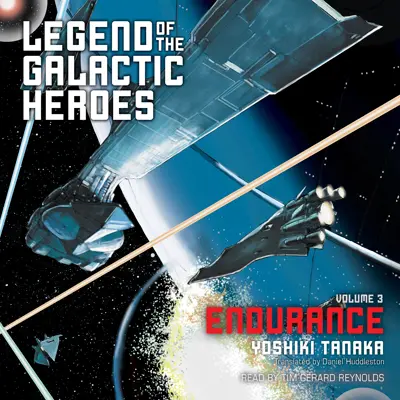 LEGEND OF THE
GALACTIC
HEROES
VOLUME 3
ENDURANCE
YOSHIKI TANAKA
Translated by Daniel Huddleston
READ BY TIM GERARD REYNOLDS